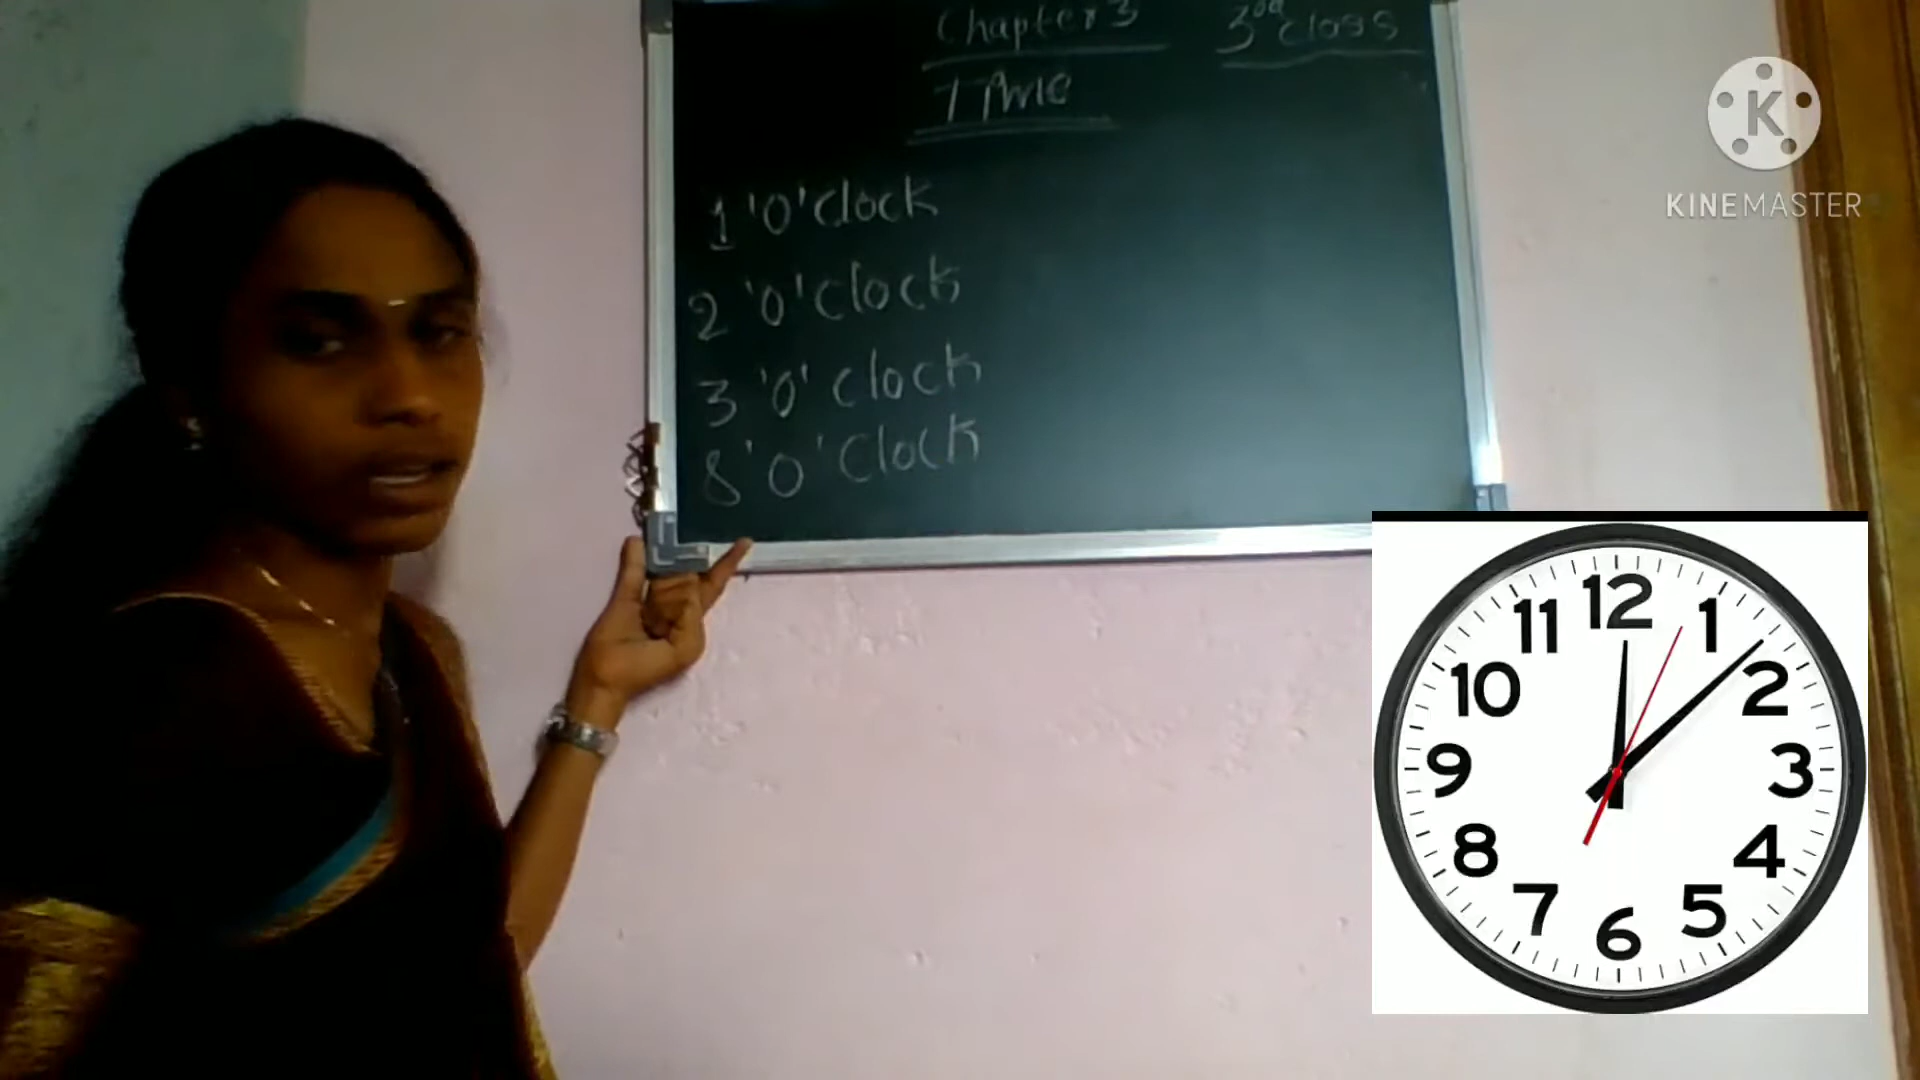 Chapter 3
3rd class
Time
1 'O' clock
2 'O' clock
3 'O' clock
8 'O' Clock
K
KINEMASTER
12
11
1
10
2
9
3
8
4
7
5
6